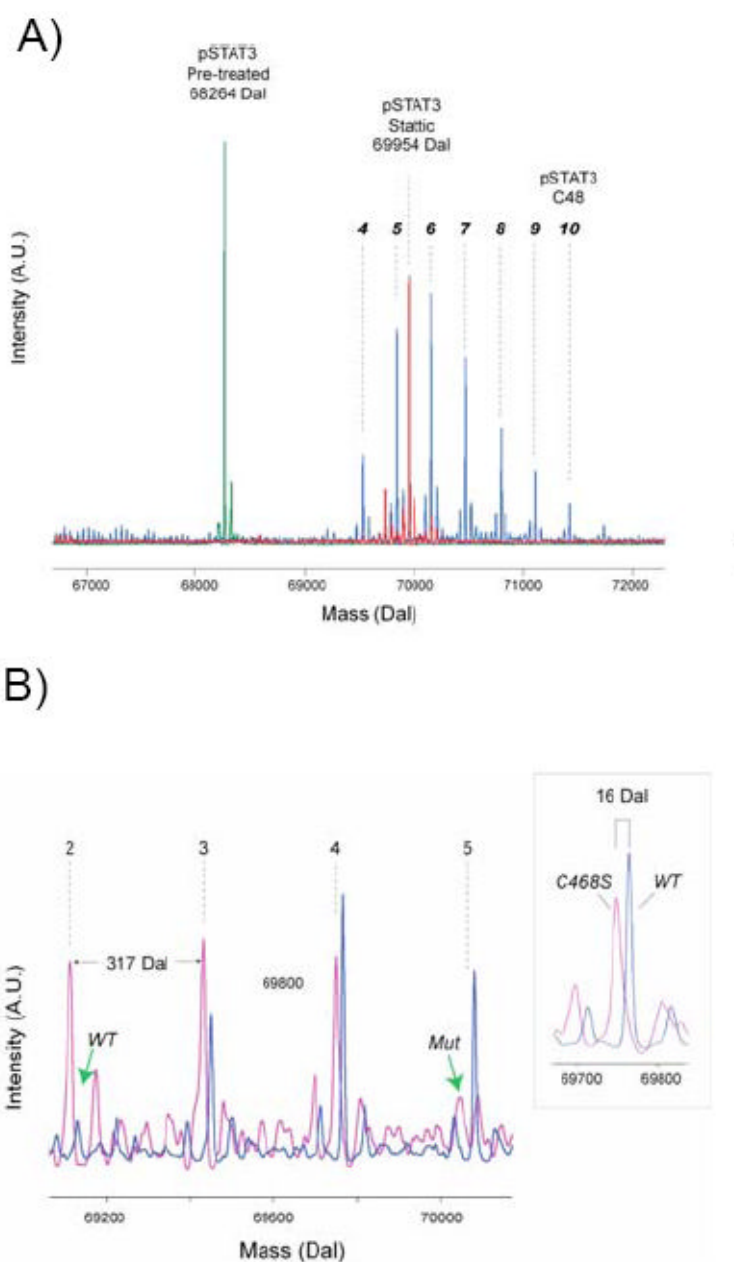 A)
pSTAT3
Pre-treated
68264 Dal
pSTAT3
Stattic
69954 Dal
pSTAT3
C48
4 5 6 7 8 9 10
Intensity (A.U.)
67000 68000 69000 70000 71000 72000
Mass (Dal)
B)
16 Dal
C468S WT
69700 69800
2 3 4 5
317 Dal
69800
WT
Mut
Intensity (A.U.)
69200 69600 70000
Mass (Dal)